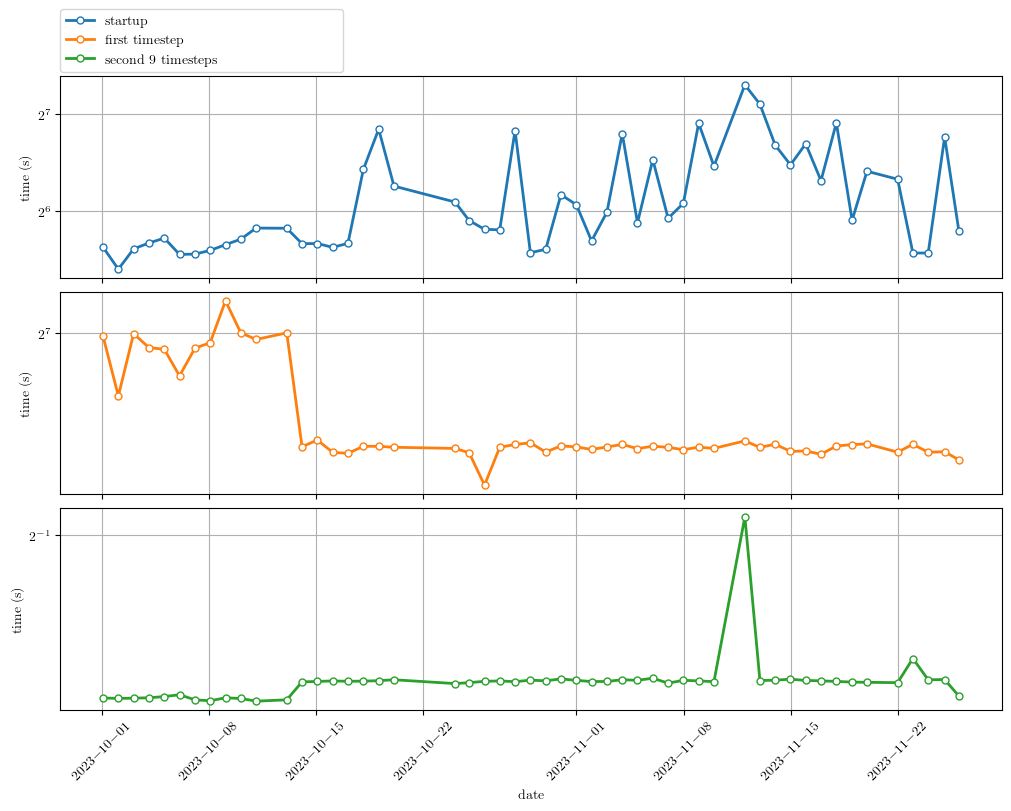 startup
first timestep
second 9 timesteps
2^7
2^6
time (s)
2^7
time (s)
2^−1
time (s)
2023−10−01
2023−10−08
2023−10−15
2023−10−22
2023−11−01
2023−11−08
2023−11−15
2023−11−22
date